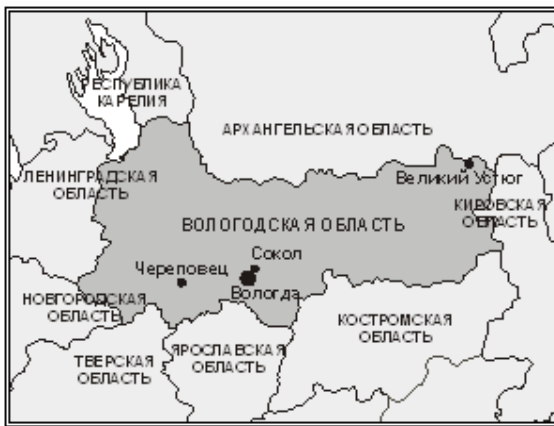 РЕСПУБЛИКА
КАРЕЛИЯ
АРХАНГЕЛЬСКАЯ ОБЛАСТЬ
ЛЕНИНГРАДСКАЯ
ОБЛАСТЬ
Великий Устюг
КИРОВСКАЯ
ОБЛАСТЬ
ВОЛОГОДСКАЯ ОБЛАСТЬ
Сокол
Череповец
Вологда
НОВГОРОДСКАЯ
ОБЛАСТЬ
КОСТРОМСКАЯ
ОБЛАСТЬ
ЯРОСЛАВСКАЯ
ОБЛАСТЬ
ТВЕРСКАЯ
ОБЛАСТЬ